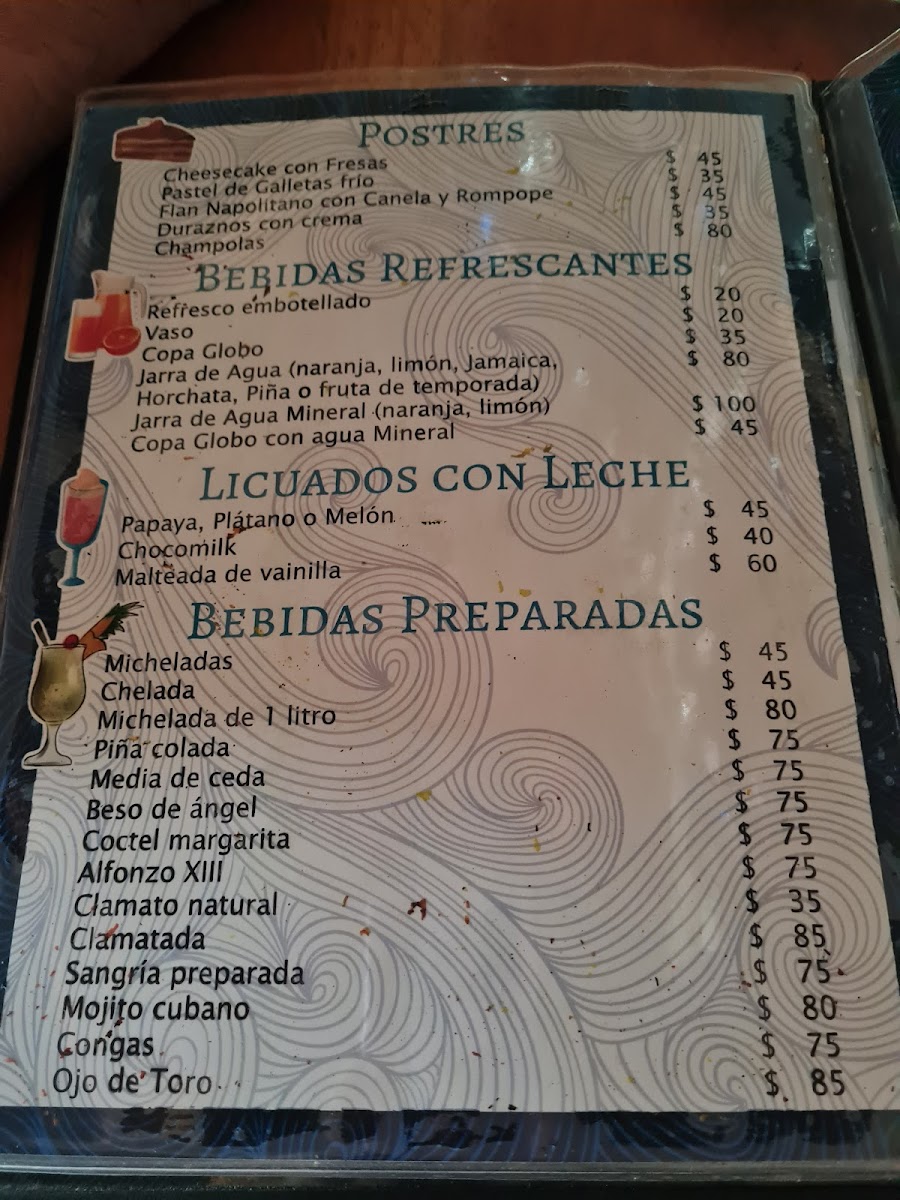 POSTRES
Cheesecake con Fresas $ 45
Pastel de Galletas frío $ 35
Flan Napolitano con Canela y Rompope $ 45
Duraznos con crema $ 35
Champolas $ 80
BEBIDAS REFRESCANTES
Refresco embotellado $ 20
Vaso $ 20
Copa Globo $ 35
Jarra de Agua (naranja, limón, Jamaica, $ 80
Horchata, Piña o fruta de temporada)
Jarra de Agua Mineral (naranja, limón) $ 100
Copa Globo con agua Mineral $ 45
LICUADOS CON LECHE
Papaya, Plátano o Melón $ 45
Chocomilk $ 40
Malteada de vainilla $ 60
BEBIDAS PREPARADAS
Micheladas $ 45
Chelada $ 45
Michelada de 1 litro $ 80
Piña colada $ 75
Media de ceda $ 75
Beso de ángel $ 75
Coctel margarita $ 75
Alfonzo XIII $ 75
Clamato natural $ 35
Clamatada $ 85
Sangría preparada $ 75
Mojito cubano $ 80
Congas $ 75
Ojo de Toro $ 85